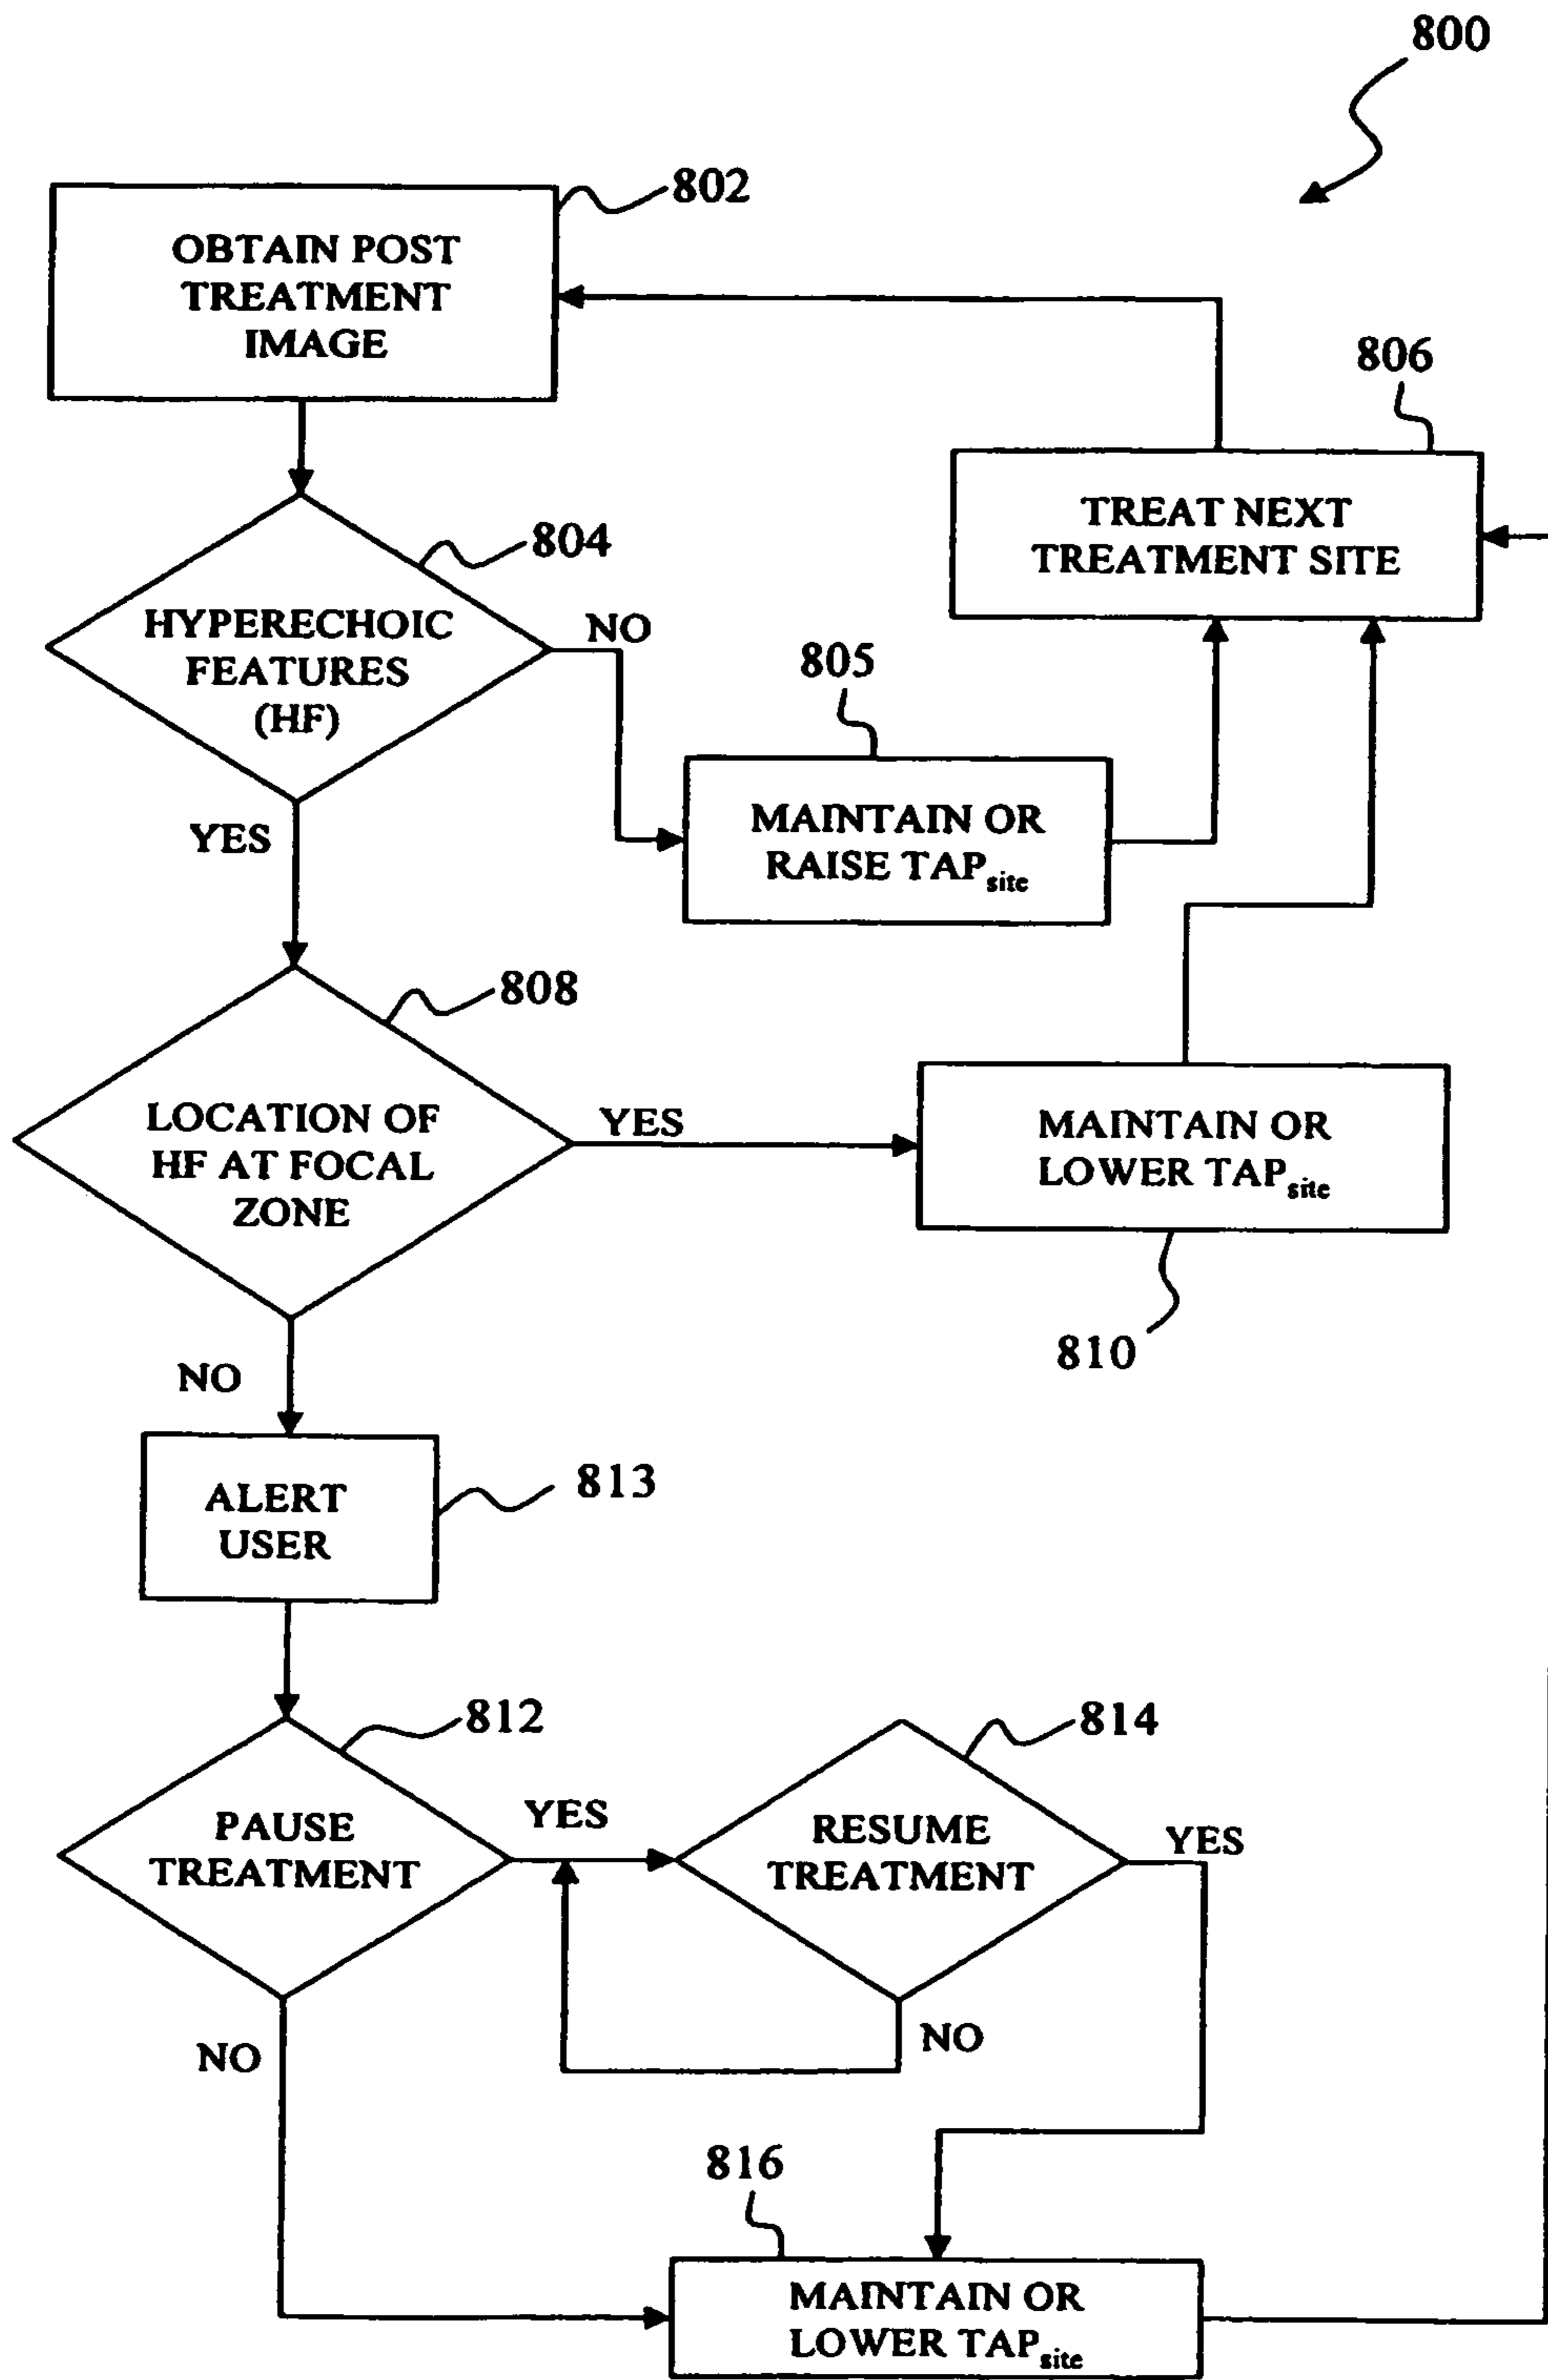 800
802
OBTAIN POST
TREATMENT
IMAGE
806
TREAT NEXT
TREATMENT SITE
804
HYPERECHOIC
FEATURES
(HF)
NO
805
MAINTAIN OR
RAISE TAPsite
YES
808
LOCATION OF
HF AT FOCAL
ZONE
YES
MAINTAIN OR
LOWER TAPsite
810
NO
813
ALERT
USER
812
PAUSE
TREATMENT
YES
814
RESUME
TREATMENT
YES
NO
NO
816
MAINTAIN OR
LOWER TAPsite